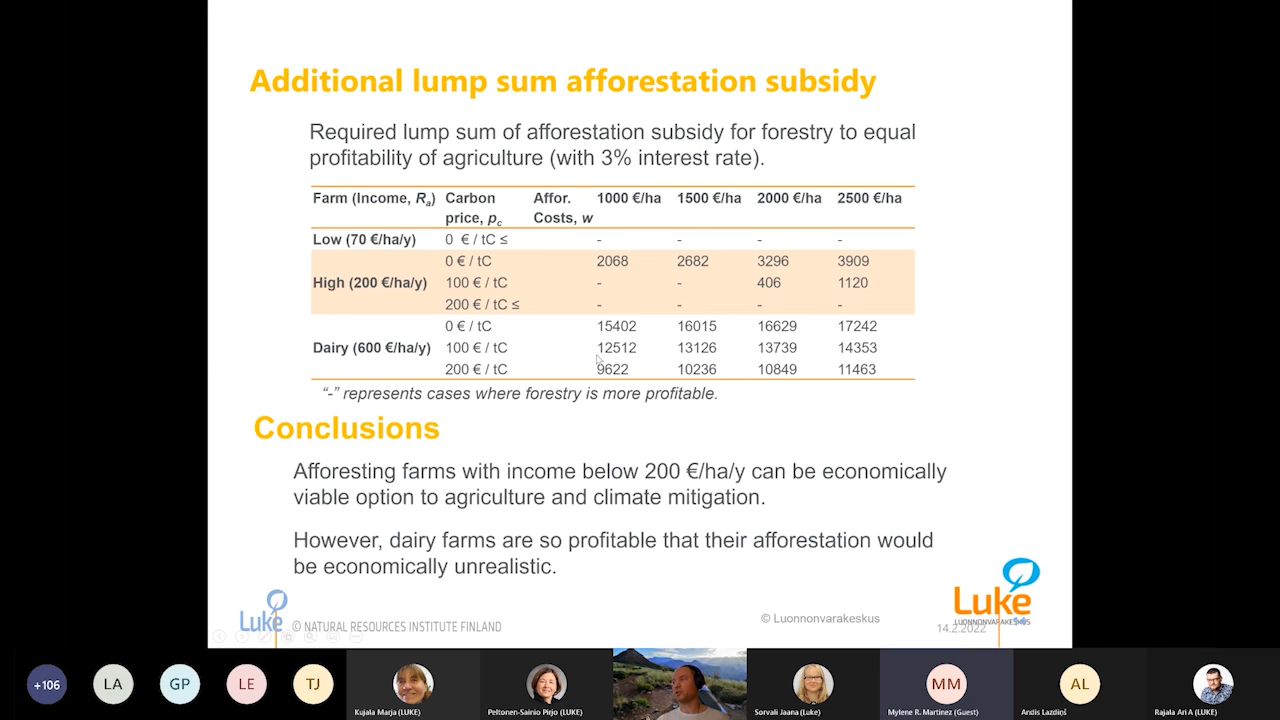 Additional lump sum afforestation subsidy
Required lump sum of afforestation subsidy for forestry to equal
profitability of agriculture (with 3% interest rate).
Farm (Income, Ra) Carbon price, pc Affor. Costs, w 1000 €/ha 1500 €/ha 2000 €/ha 2500 €/ha
Low (70 €/ha/y) 0 € / tC ≤ - - - -
0 € / tC 2068 2682 3296 3909
High (200 €/ha/y) 100 € / tC - - 406 1120
200 € / tC ≤ - - - -
0 € / tC 15402 16015 16629 17242
Dairy (600 €/ha/y) 100 € / tC 12512 13126 13739 14353
200 € / tC 9622 10236 10849 11463
“-” represents cases where forestry is more profitable.
Conclusions
Afforesting farms with income below 200 €/ha/y can be economically
viable option to agriculture and climate mitigation.
However, dairy farms are so profitable that their afforestation would
be economically unrealistic.
Luke © NATURAL RESOURCES INSTITUTE FINLAND
© Luonnonvarakeskus
Luke
LUONNONVARAKESKUS
14.2.2022
+106 LA GP LE TJ MM AL
Kujala Marja (LUKE) Peltonen-Sainio Pirjo (LUKE) Sorvali Jaana (Luke) Mylene R. Martinez (Guest) Andis Lazdiņš Rajala Ari A (LUKE)